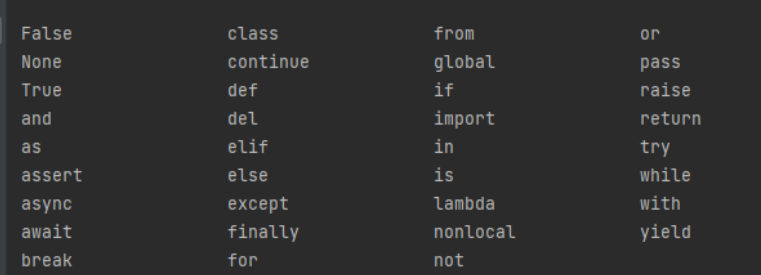 False class from or
None continue global pass
True def if raise
and del import return
as elif in try
assert else is while
async except lambda with
await finally nonlocal yield
break for not